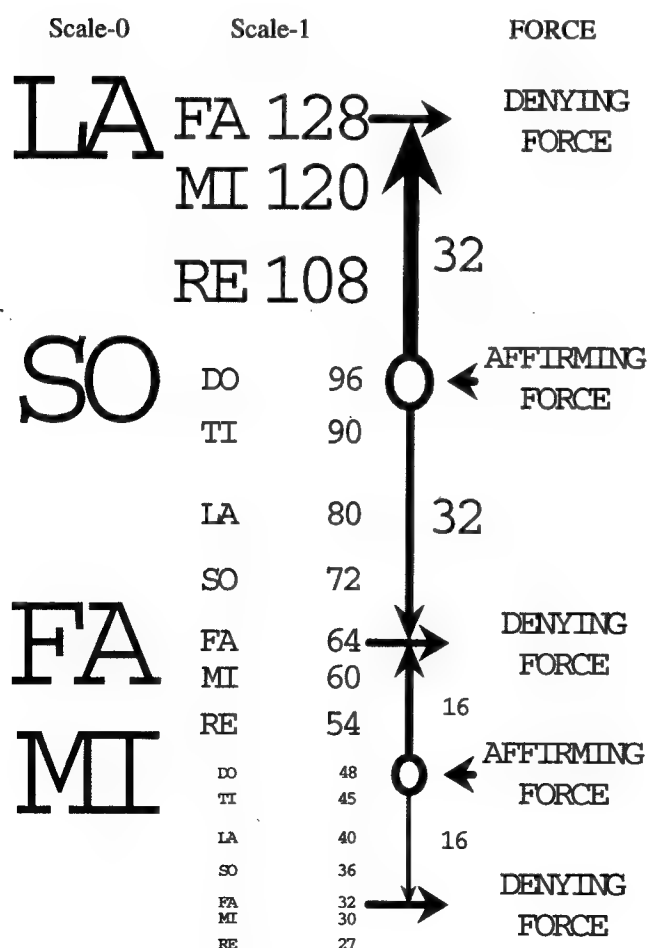 Scale-0 Scale-1 FORCE
LA FA 128 DENYING
FORCE
MI 120
32
RE 108
SO DO 96 AFFIRMING
FORCE
TI 90
LA 80 32
SO 72
FA FA 64 DENYING
FORCE
MI 60
RE 54 16
MI DO 48 AFFIRMING
FORCE
TI 45
LA 40 16
SO 36
FA 32 DENYING
FORCE
MI 30
RE 27